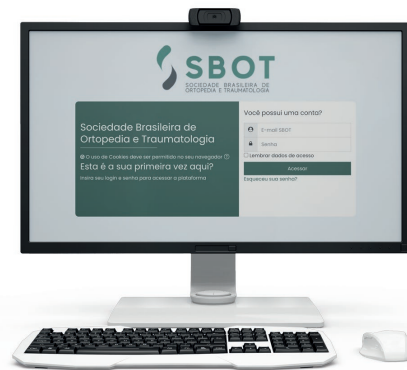 SBOT
SOCIEDADE BRASILEIRA DE
ORTOPEDIA E TRAUMATOLOGIA
Sociedade Brasileira de
Ortopedia e Traumatologia
O uso de Cookies deve ser permitido no seu navegador
Esta é a sua primeira vez aqui?
Insira seu login e senha para acessar a plataforma
Você possui uma conta?
E-mail SBOT
Senha
Lembrar dados de acesso
Acessar
Esqueceu sua senha?